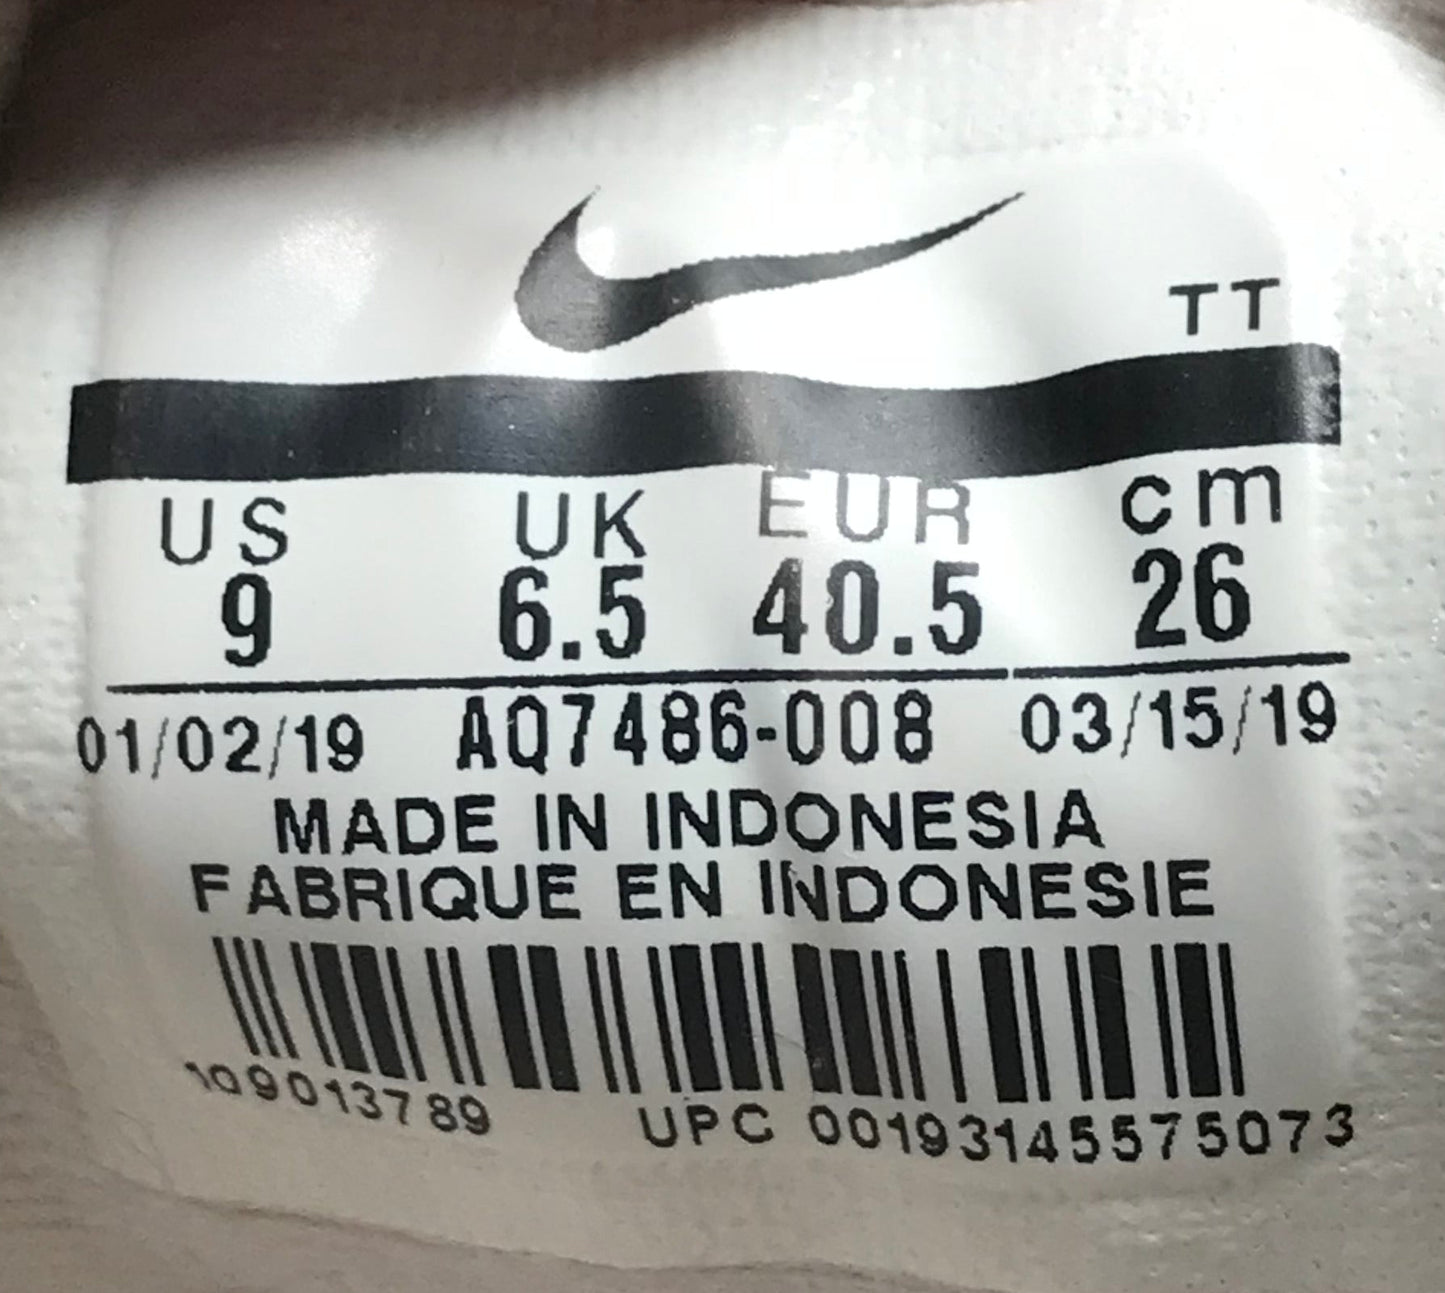 TT
US UK EUR cm
9 6.5 40.5 26
01/02/19 AQ7486-008 03/15/19
MADE IN INDONESIA
FABRIQUE EN INDONESIE
109013789 UPC 00193145575073